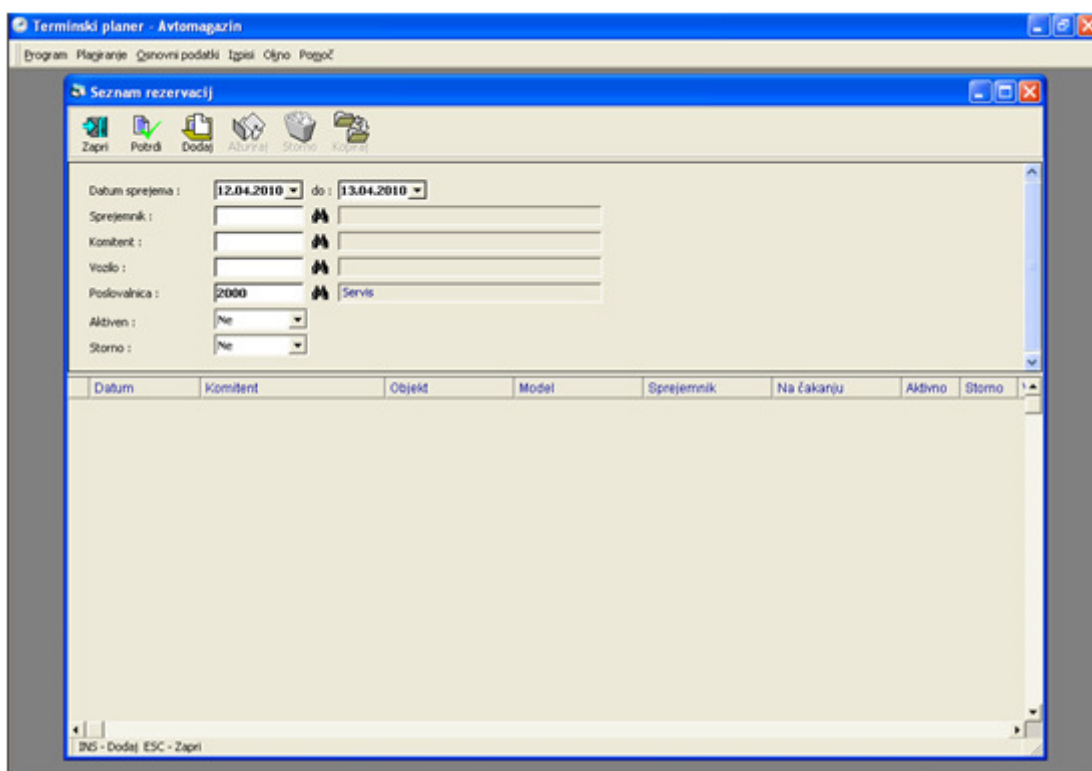 Terminski planer - Avtomagazin
Program Planiranje Osnovni podatki Izpisi Okno Pomoč
Seznam rezervacij
Zapri Potrdi Dodaj Ažuriraj Storno Kopiraj
Datum sprejema : 12.04.2010 do : 13.04.2010
Sprejemnik :
Komitent :
Vozilo :
Poslovalnica : 2000 Servis
Aktiven : Ne
Storno : Ne
Datum Komitent Objekt Model Sprejemnik Na čakanju Aktivno Storno
INS - Dodaj ESC - Zapri